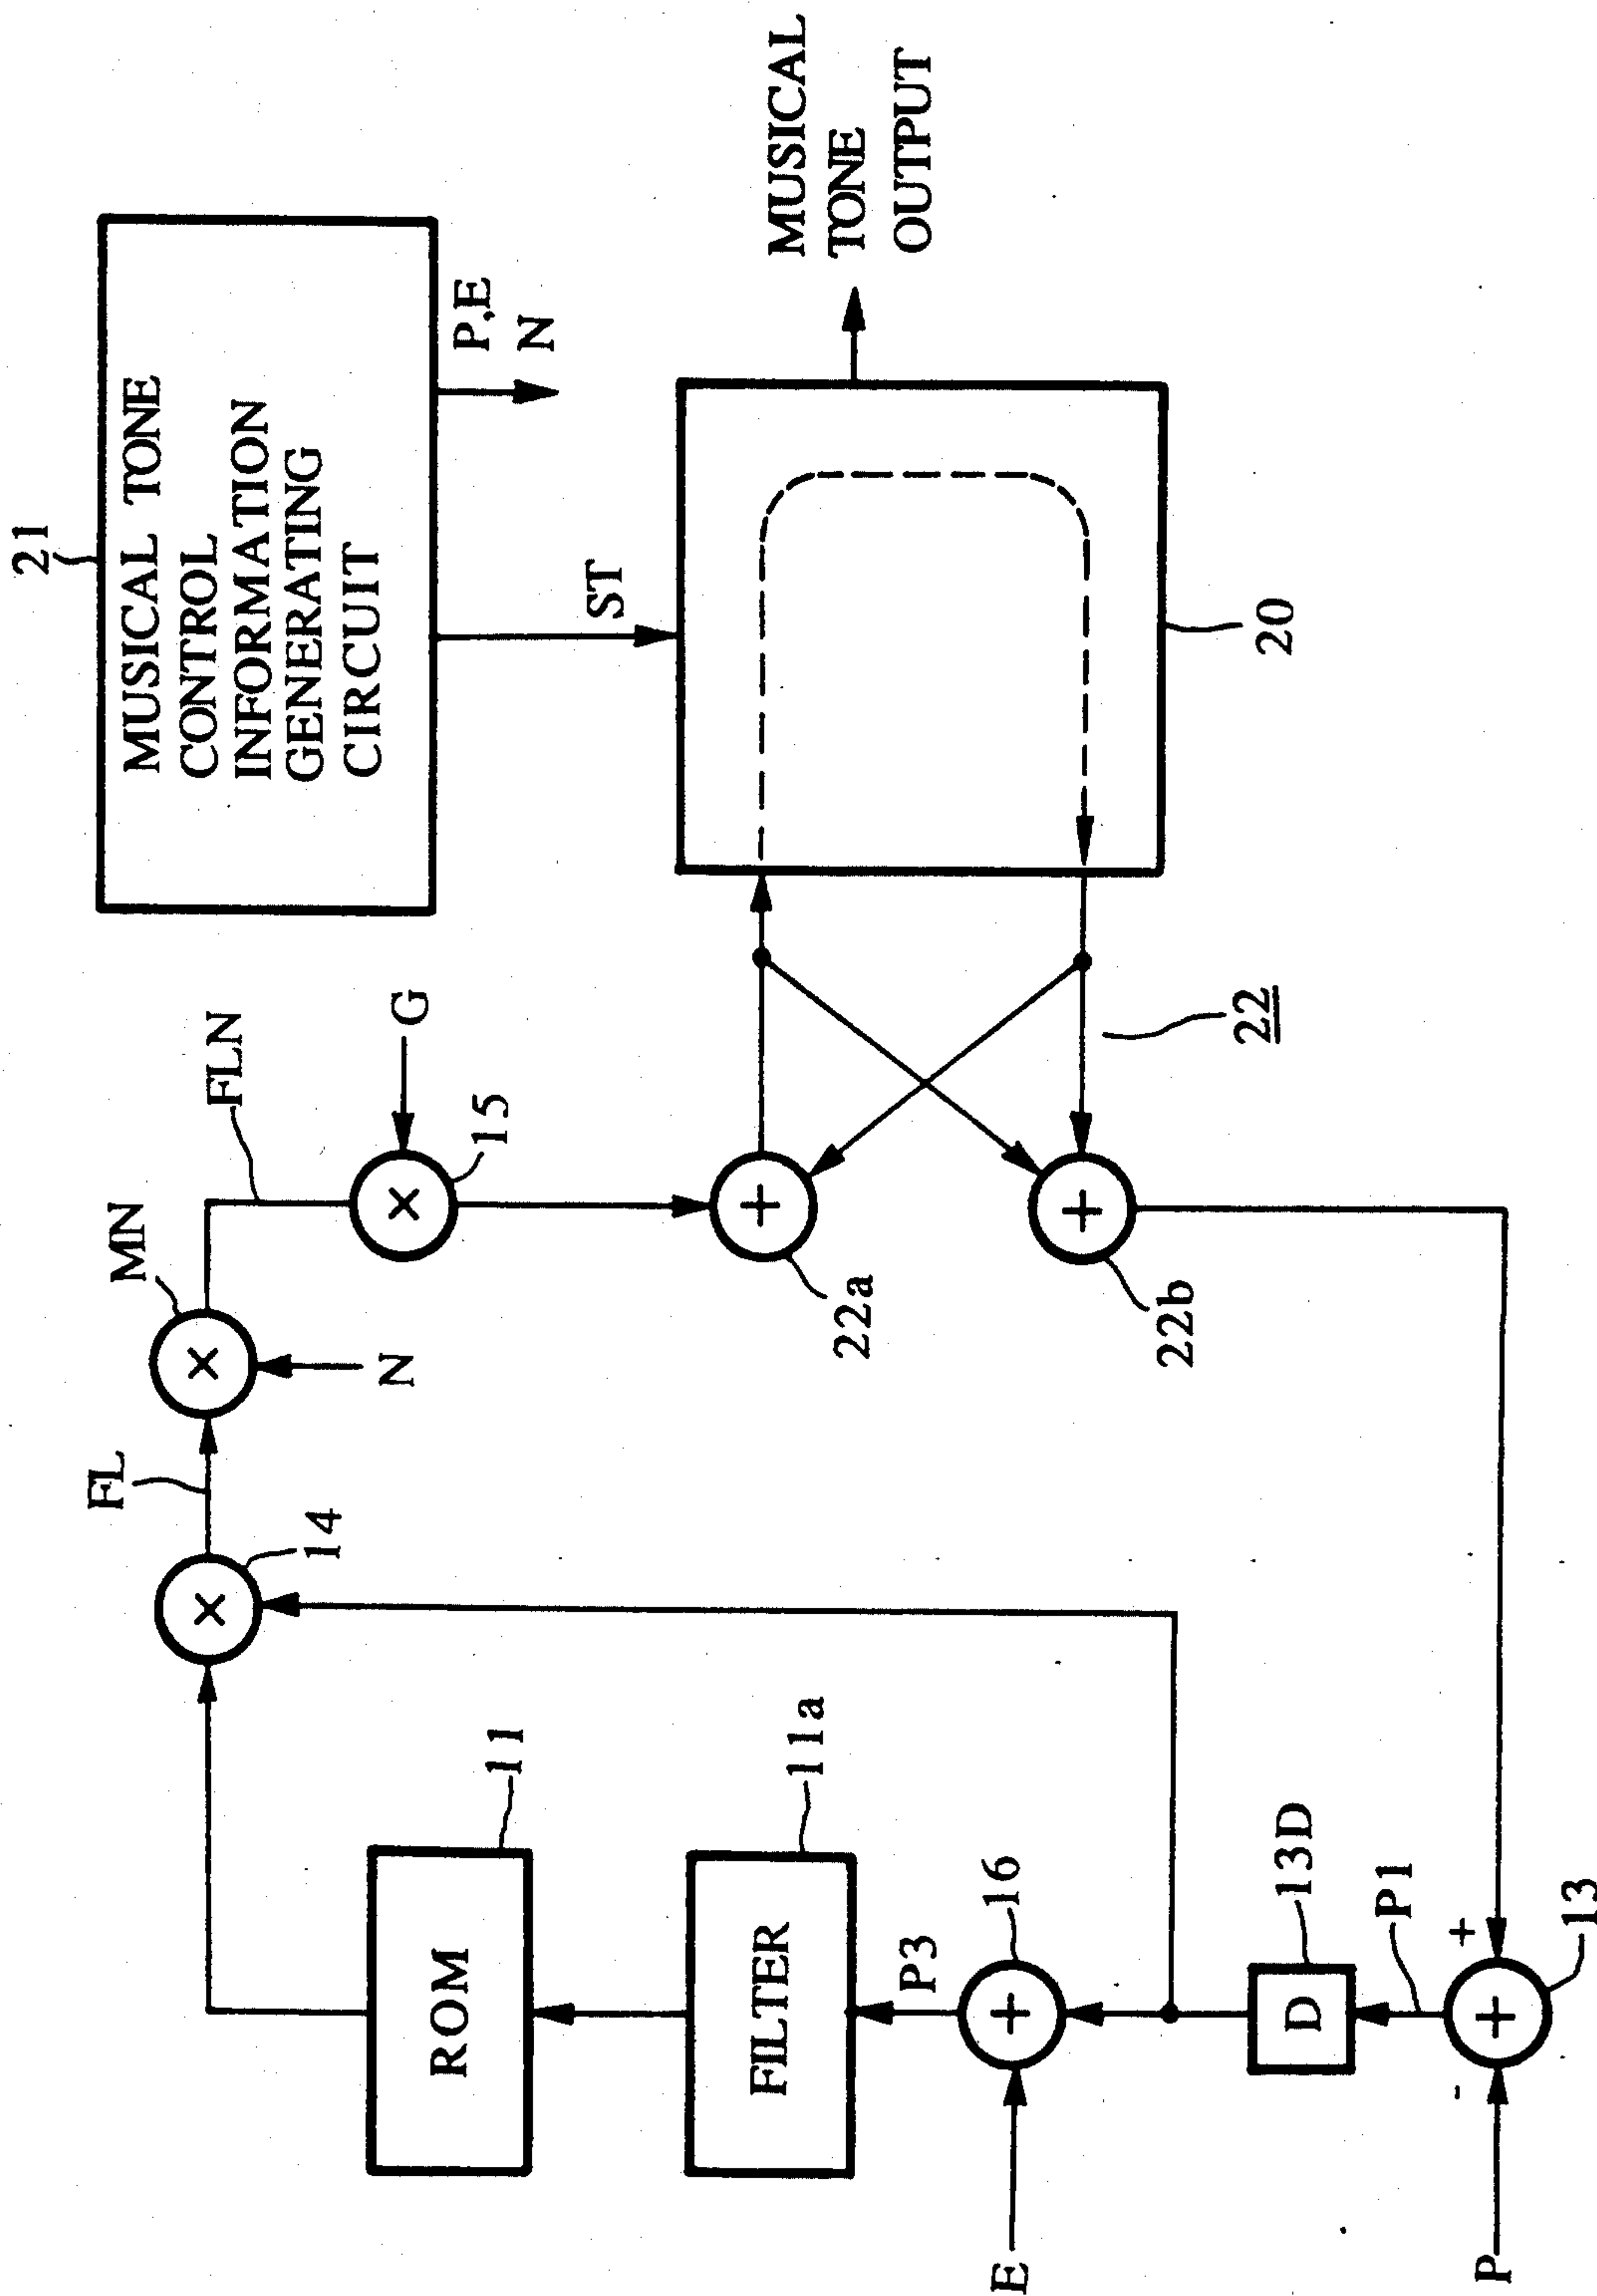 21
MUSICAL TONE
CONTROL
INFORMATION
GENERATING
CIRCUIT
P,E
N
ST
MUSICAL
TONE
OUTPUT
20
FL
MN
FLN
N
G
14
15
22a
22b
22
ROM
11
FILTER
11a
P3
16
E
D
13D
P1
P
-
+
13
×
×
×
+
+
+
+